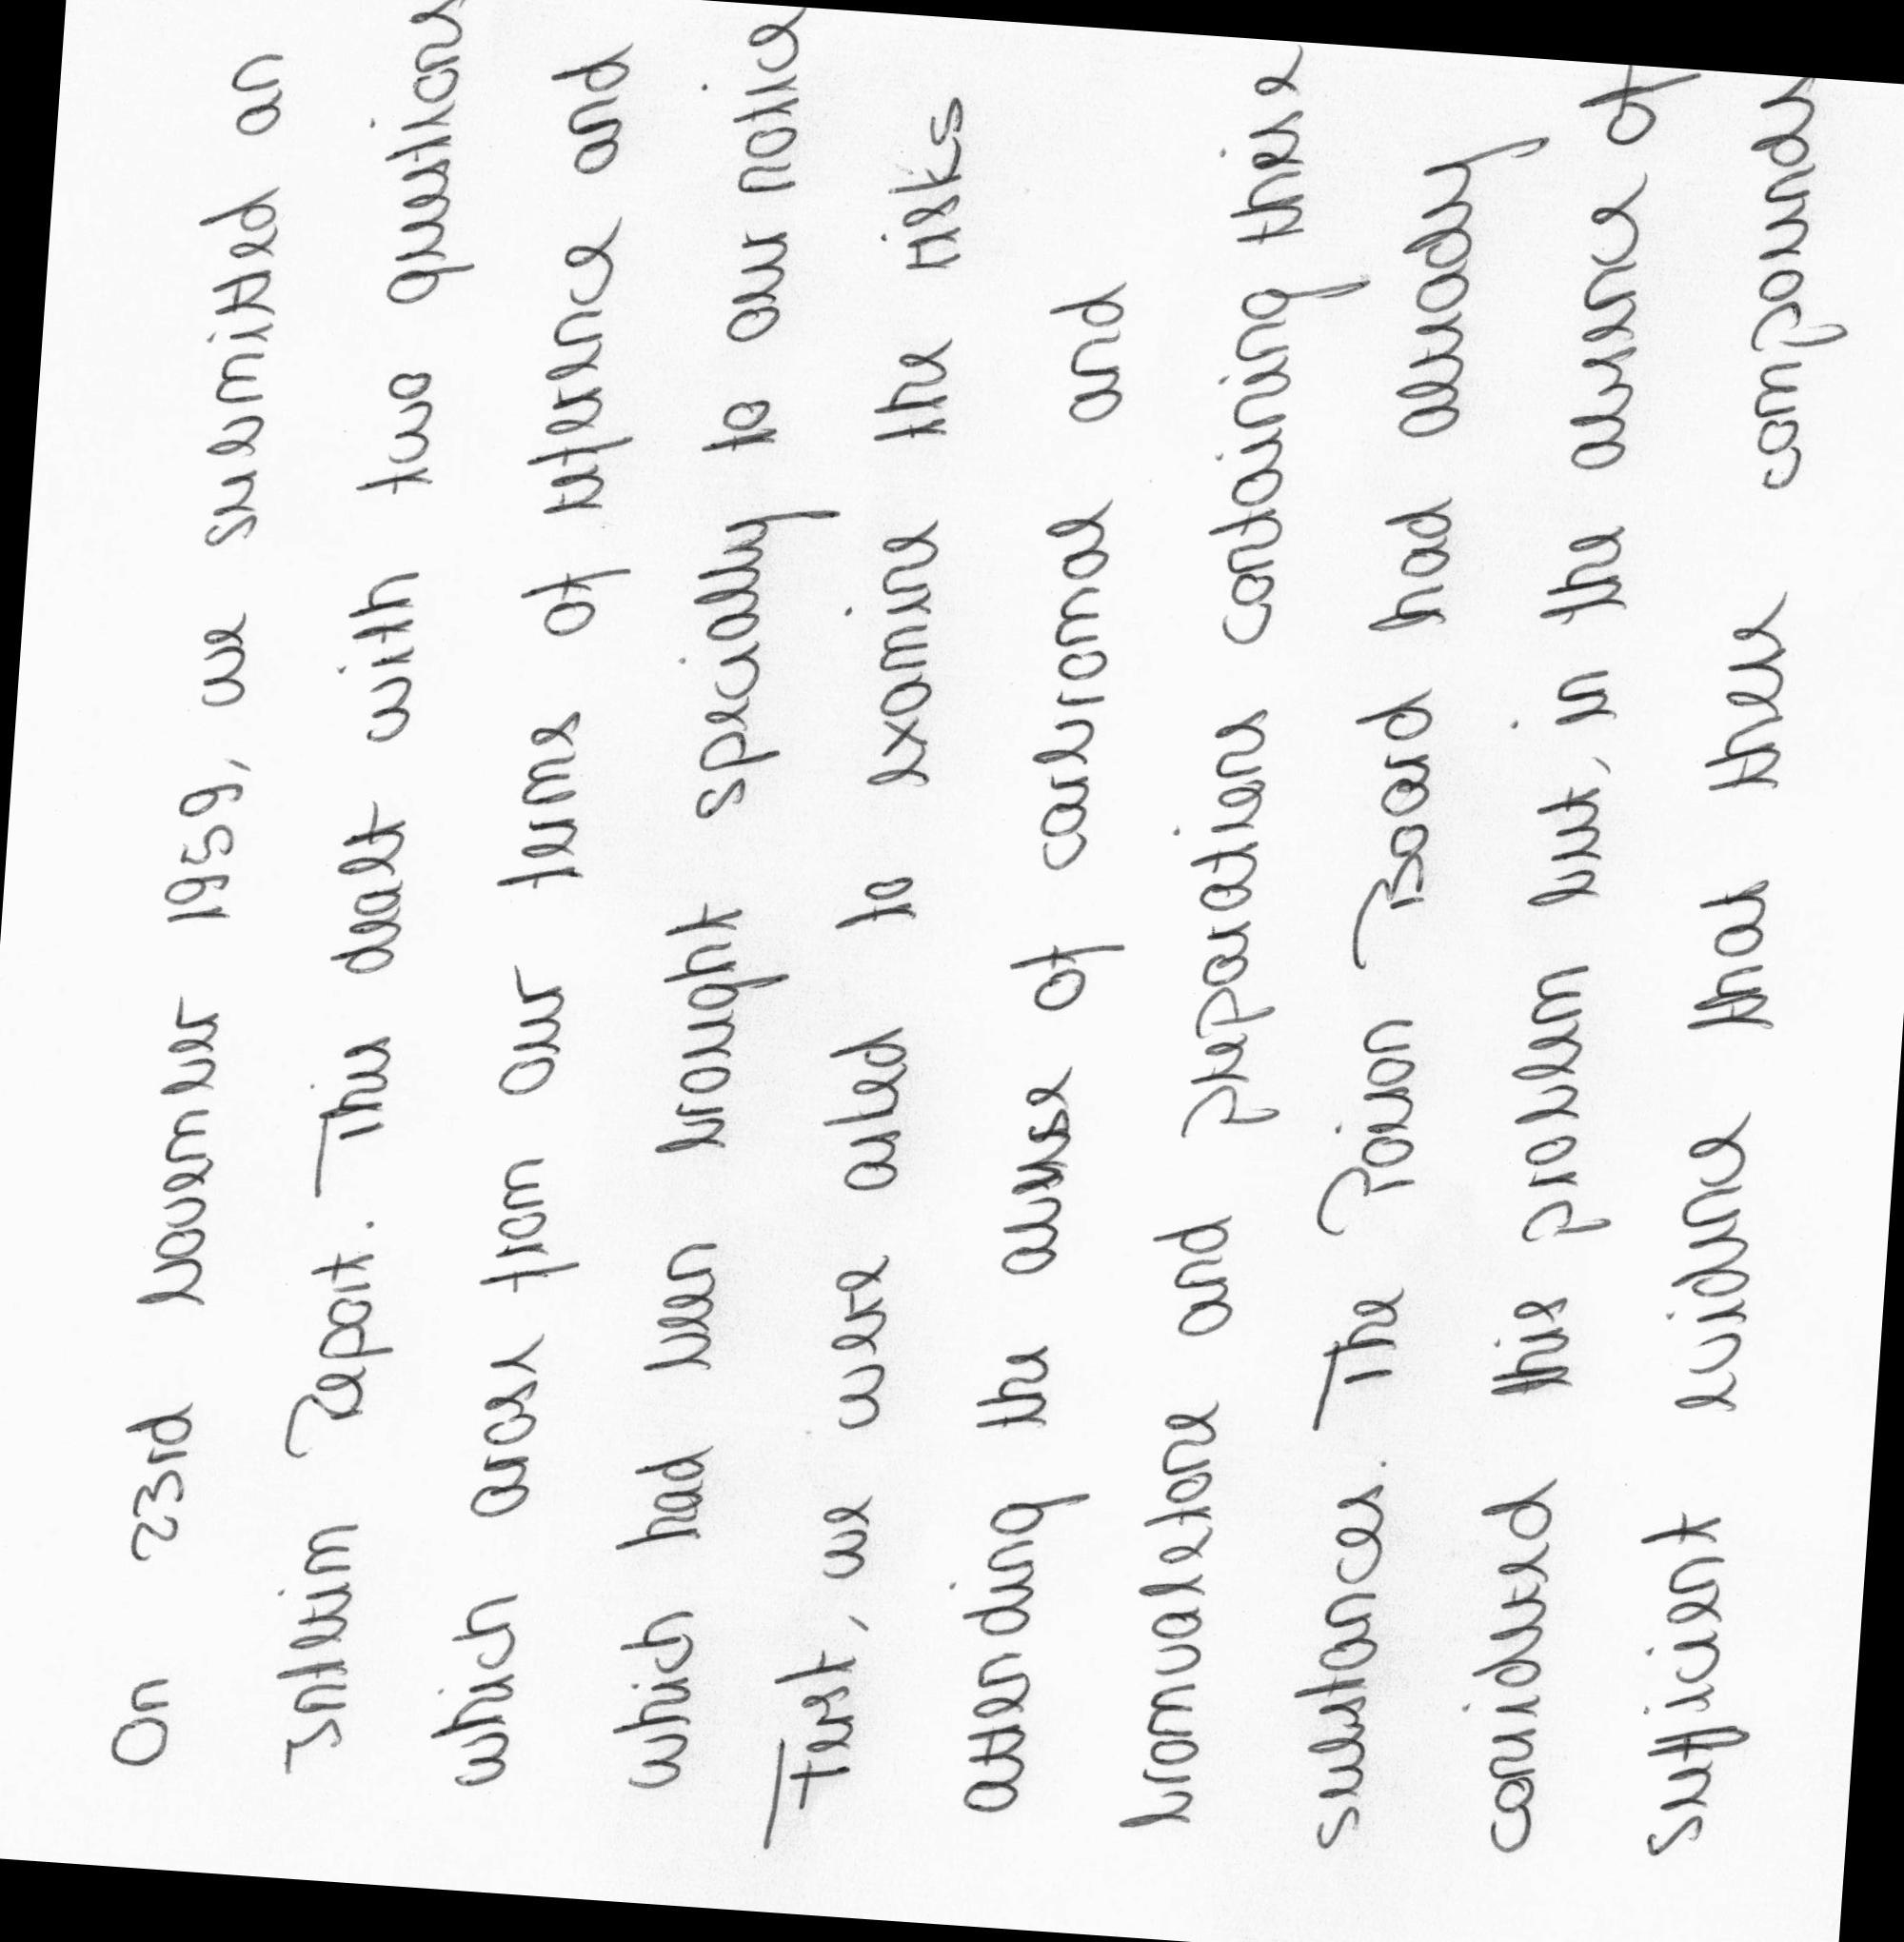 On 23rd November 1959, we submitted an
Interim Report. This dealt with two questions
which arose from our terms of reference and
which had been brought specially to our notice
First, we were asked to examine the risks
attending the abuse of carbromal and
bromvaletone and preparations containing these
substances. The Poison Board had already
considered this problem but, in the absence of
sufficient evidence that these compounds